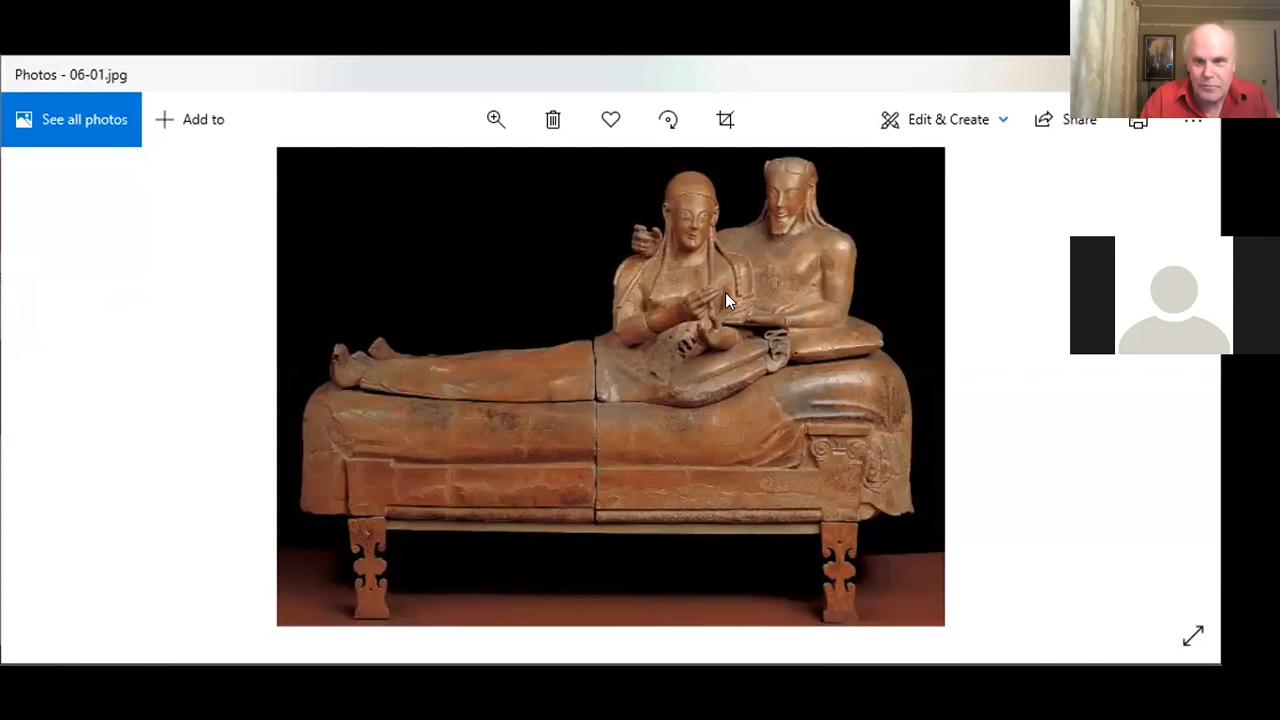 Photos - 06-01.jpg
See all photos
Add to
Edit & Create
Share